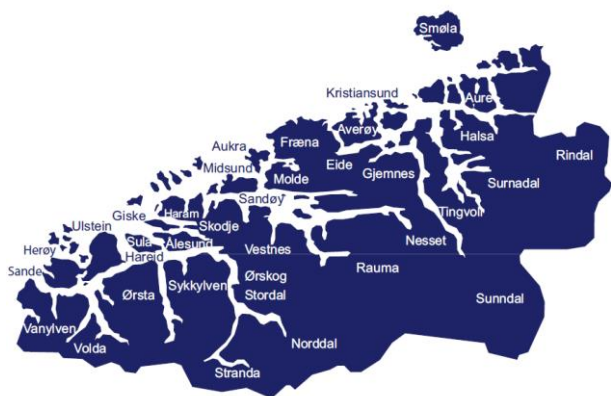 Smøla
Kristiansund
Aure
Averøy
Fræna
Halsa
Aukra
Eide
Rindal
Midsund
Gjemnes
Molde
Surnadal
Sandøy
Tingvoll
Giske
Haram
Ulstein
Skodje
Nesset
Herøy
Sula
Ålesund
Vestnes
Hareid
Rauma
Sande
Ørskog
Sykkylven
Ørsta
Stordal
Sunndal
Vanylven
Norddal
Volda
Stranda